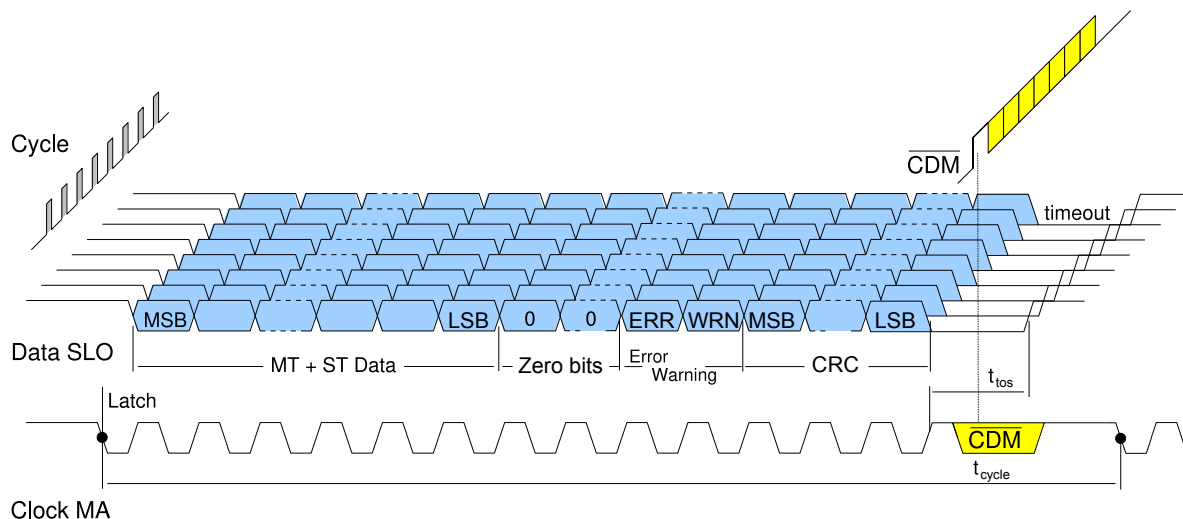 Cycle
CDM
timeout
MSB LSB 0 0 ERR WRN MSB LSB
Data SLO
MT + ST Data Zero bits Error Warning CRC
t tos
Latch
CDM
t cycle
Clock MA